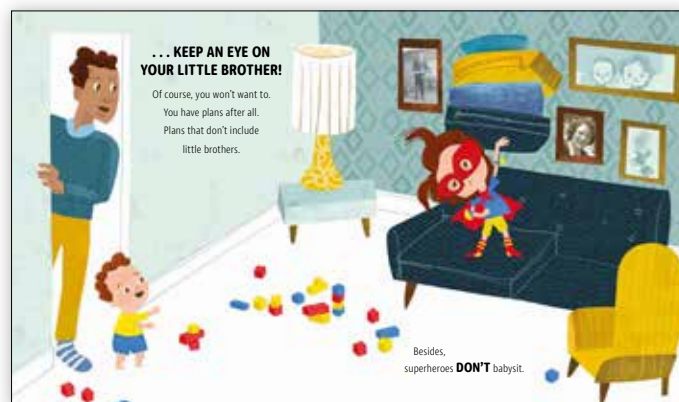 . . . KEEP AN EYE ON
YOUR LITTLE BROTHER!
Of course, you won't want to.
You have plans after all.
Plans that don't include
little brothers.
Besides,
superheroes DON'T babysit.